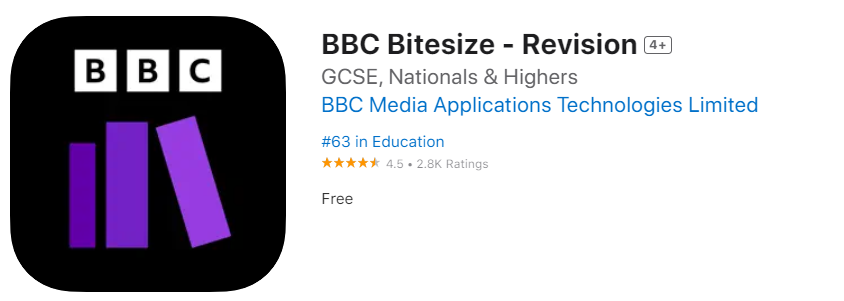 BBC
BBC Bitesize - Revision 4+
GCSE, Nationals & Highers
BBC Media Applications Technologies Limited
#63 in Education
★★★★★ 4.5 • 2.8K Ratings
Free